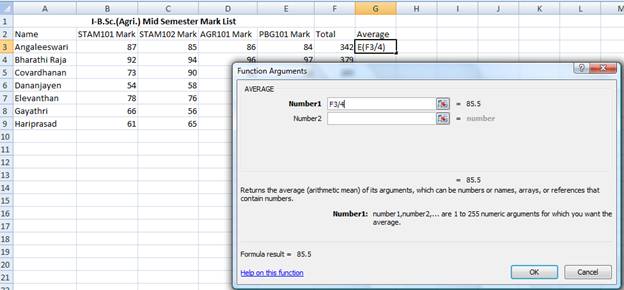 A B C D E F G H I J K L M
1 I-B.Sc.(Agri.) Mid Semester Mark List
2 Name STAM101 Mark STAM102 Mark AGR101 Mark PBG101 Mark Total Average
3 Angaleeswari 87 85 86 84 342 E(F3/4)
4 Bharathi Raja 92 94 96 97 379
5 Covardhanan 73 90
6 Dananjayen 54 58
7 Elevanthan 78 76
8 Gayathri 66 56
9 Hariprasad 61 65
10
11
12
13
14
15
16
17
18
19
20
21
Function Arguments
AVERAGE
Number1 F3/4 = 85.5
Number2 = number
= 85.5
Returns the average (arithmetic mean) of its arguments, which can be numbers or names, arrays, or references that
contain numbers.
Number1: number1,number2,... are 1 to 255 numeric arguments for which you want the
average.
Formula result = 85.5
Help on this function OK Cancel